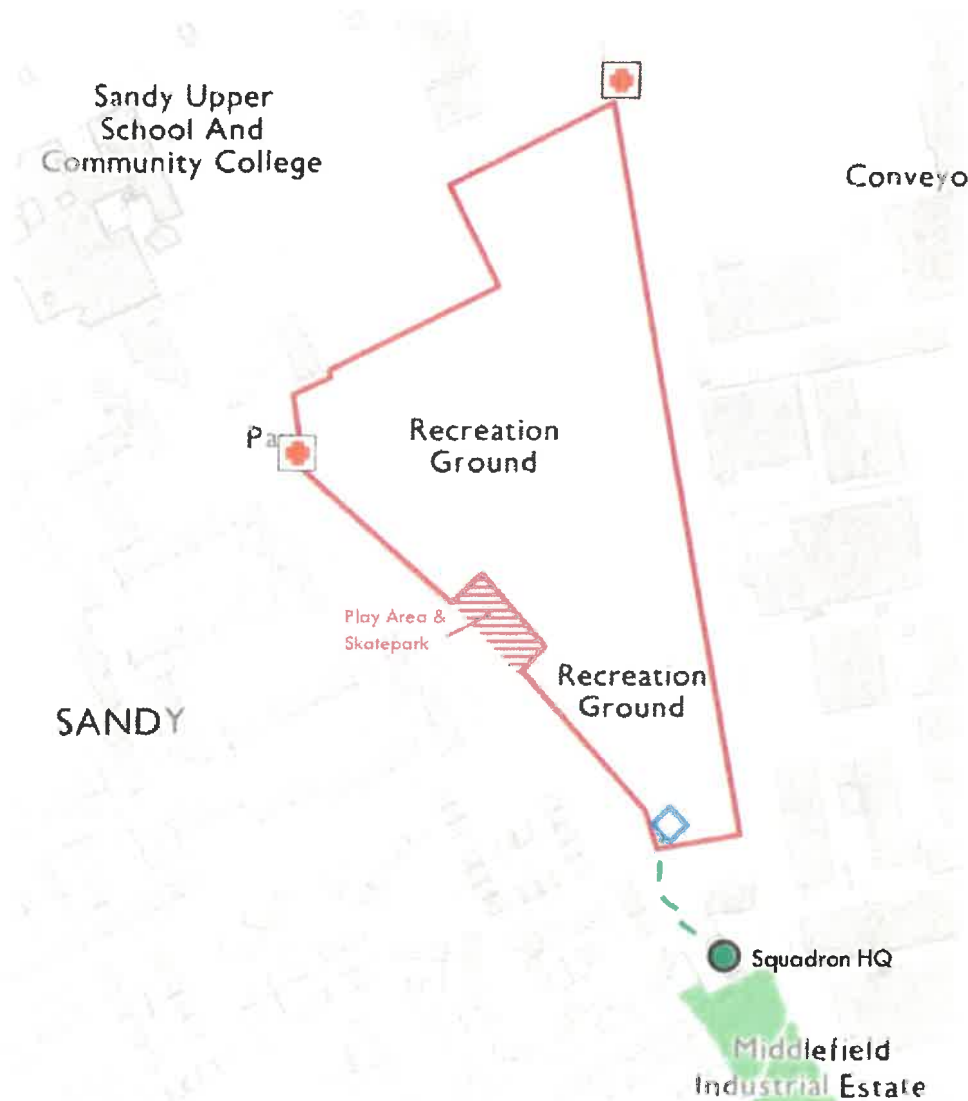 Sandy Upper
School And
Community College
Conveyo
Pa
Recreation
Ground
Play Area &
Skatepark
Recreation
Ground
SANDY
Squadron HQ
Middlefield
Industrial Estate